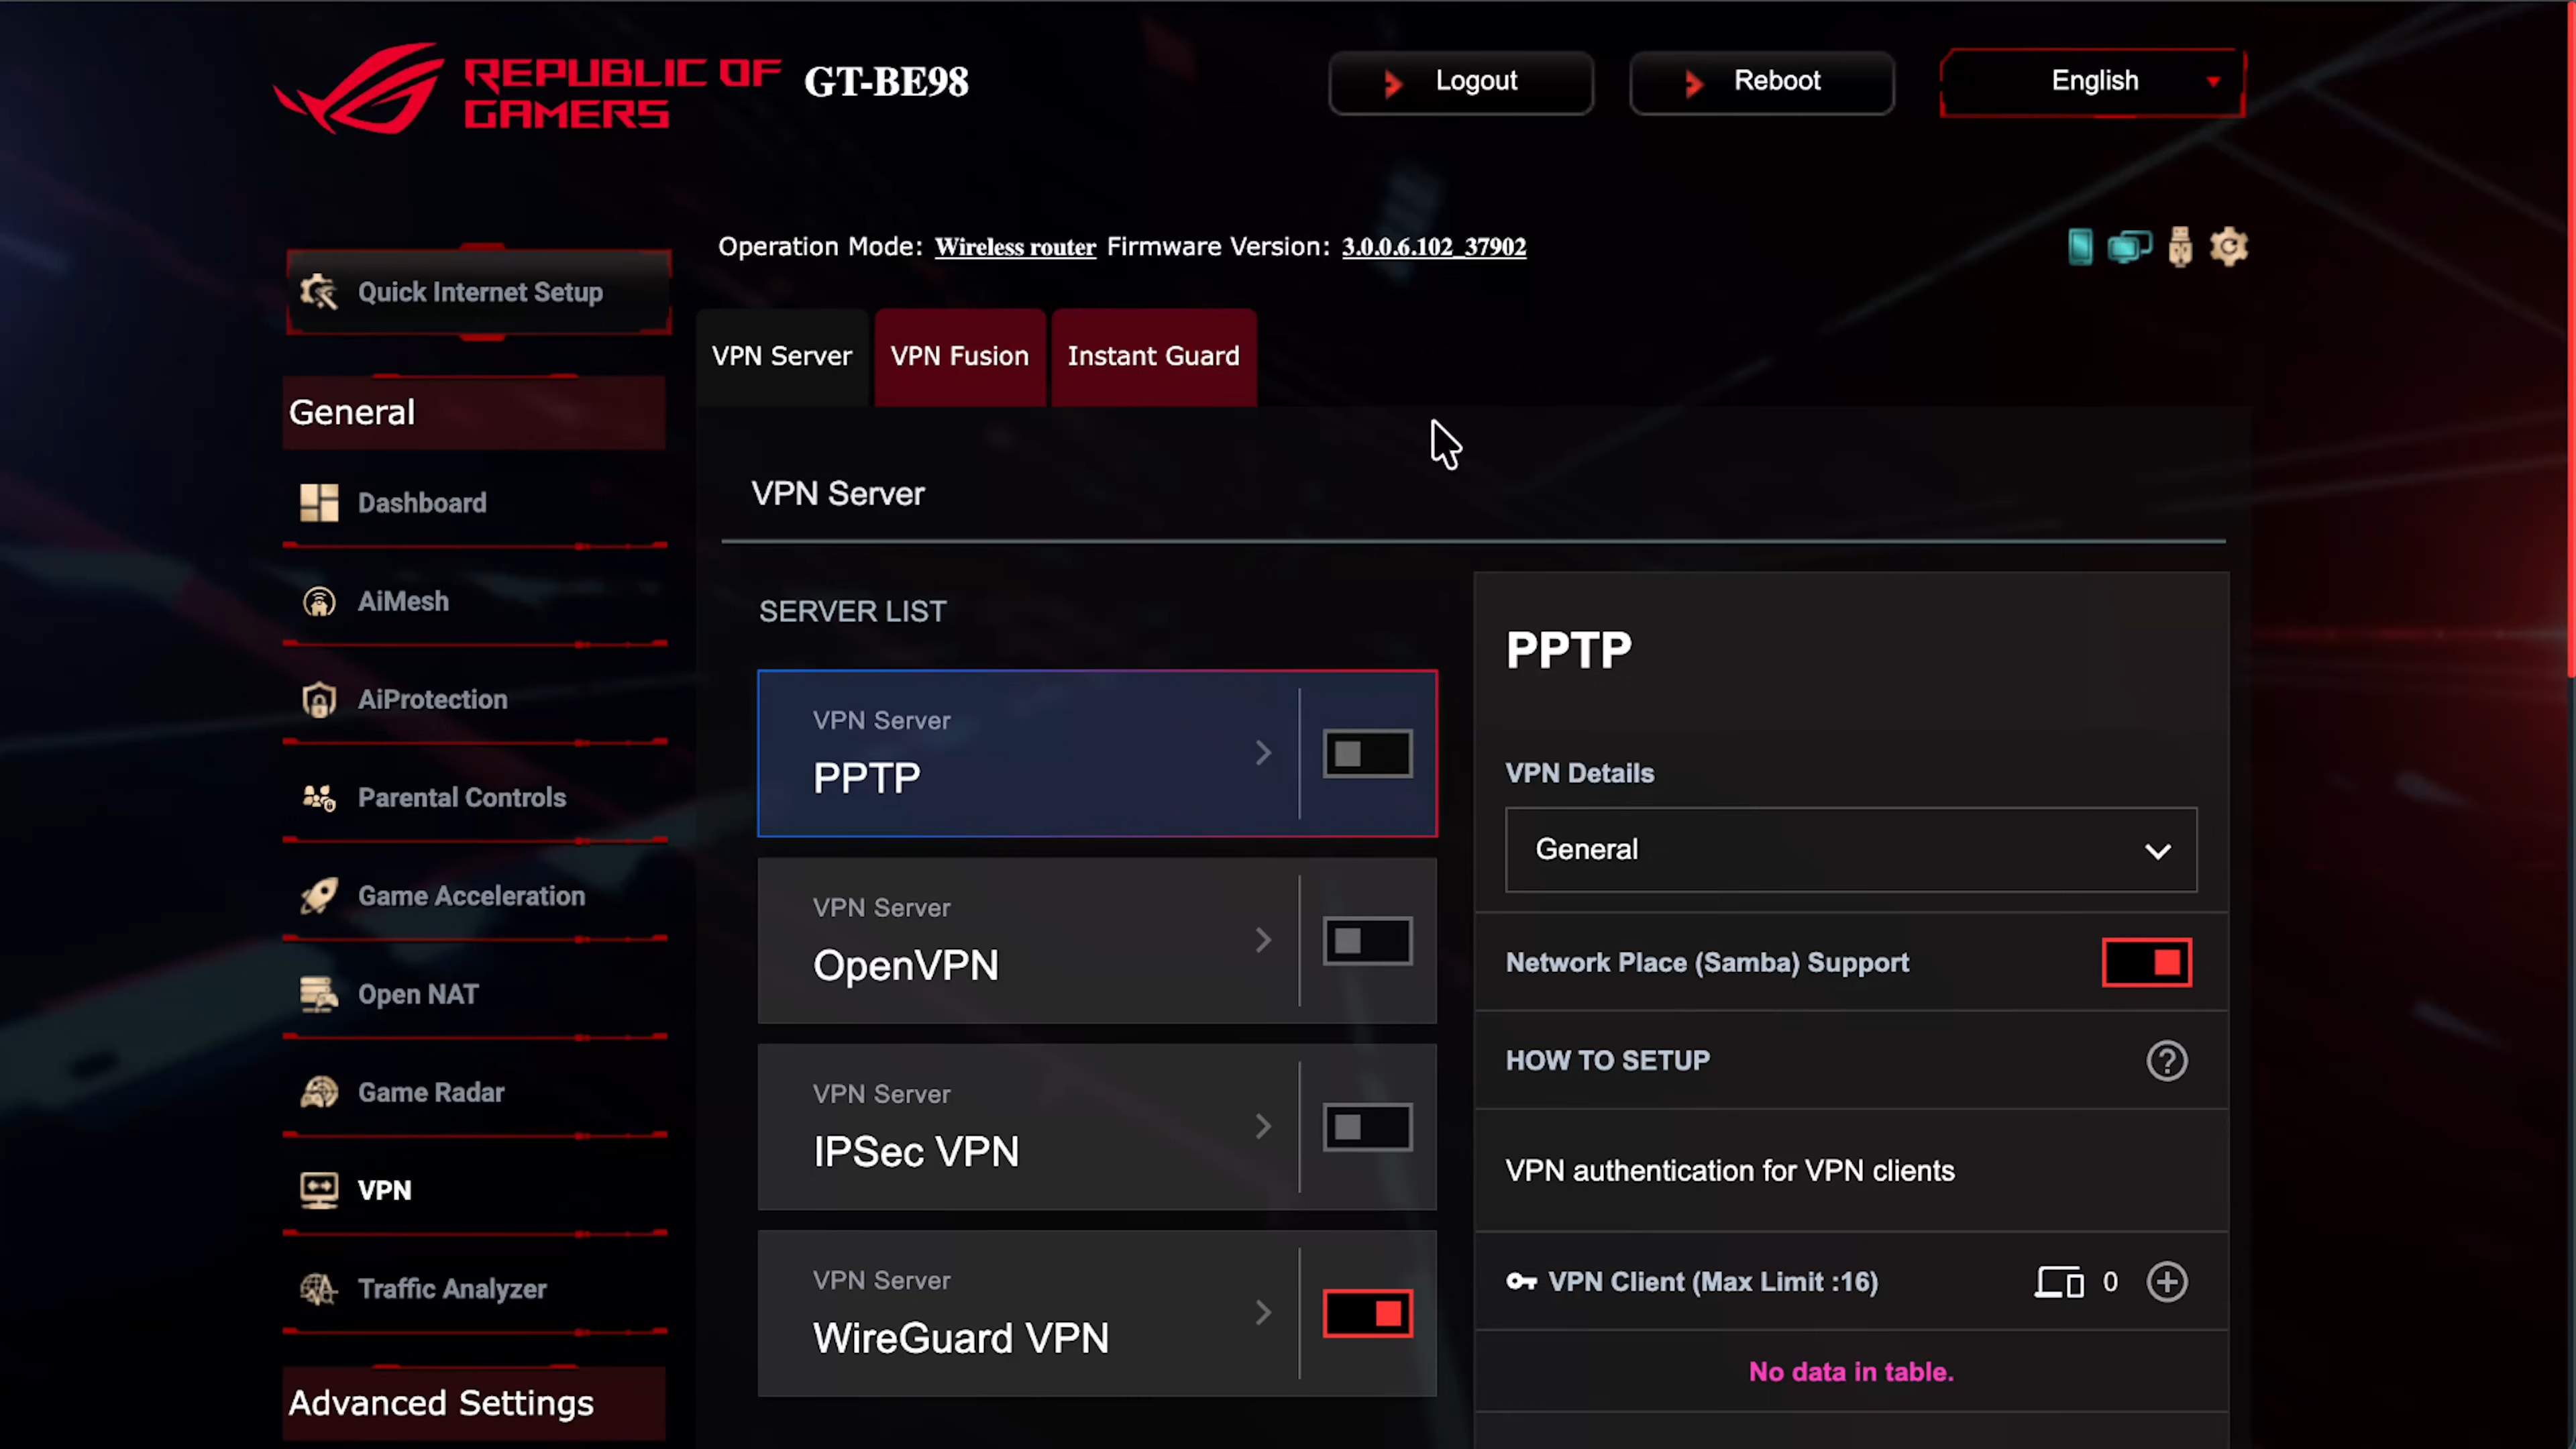 REPUBLIC OF
GAMERS
GT-BE98
Logout
Reboot
English
Operation Mode: Wireless router Firmware Version: 3.0.0.6.102_37902
Quick Internet Setup
General
Dashboard
AiMesh
AiProtection
Parental Controls
Game Acceleration
Open NAT
Game Radar
VPN
Traffic Analyzer
Advanced Settings
VPN Server
VPN Fusion
Instant Guard
VPN Server
SERVER LIST
VPN Server
PPTP
VPN Server
OpenVPN
VPN Server
IPSec VPN
VPN Server
WireGuard VPN
PPTP
VPN Details
General
Network Place (Samba) Support
HOW TO SETUP
?
VPN authentication for VPN clients
VPN Client (Max Limit :16)
0
No data in table.